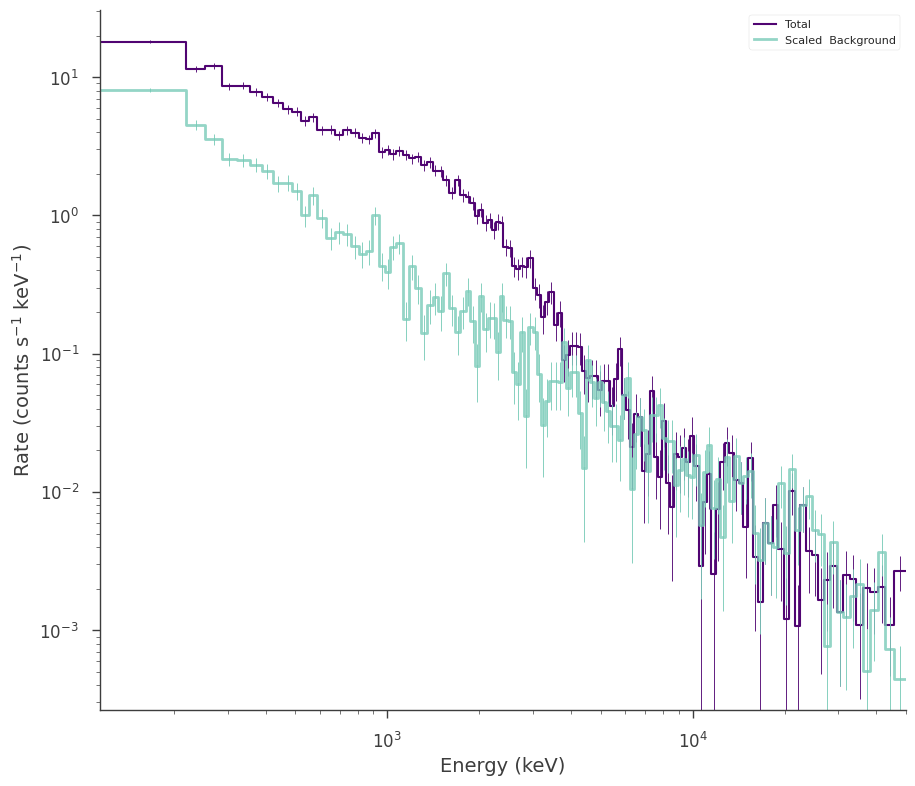 Total
Scaled  Background
10¹
10⁰
10⁻¹
10⁻²
10⁻³
Rate (counts s⁻¹ keV⁻¹)
10³
10⁴
Energy (keV)